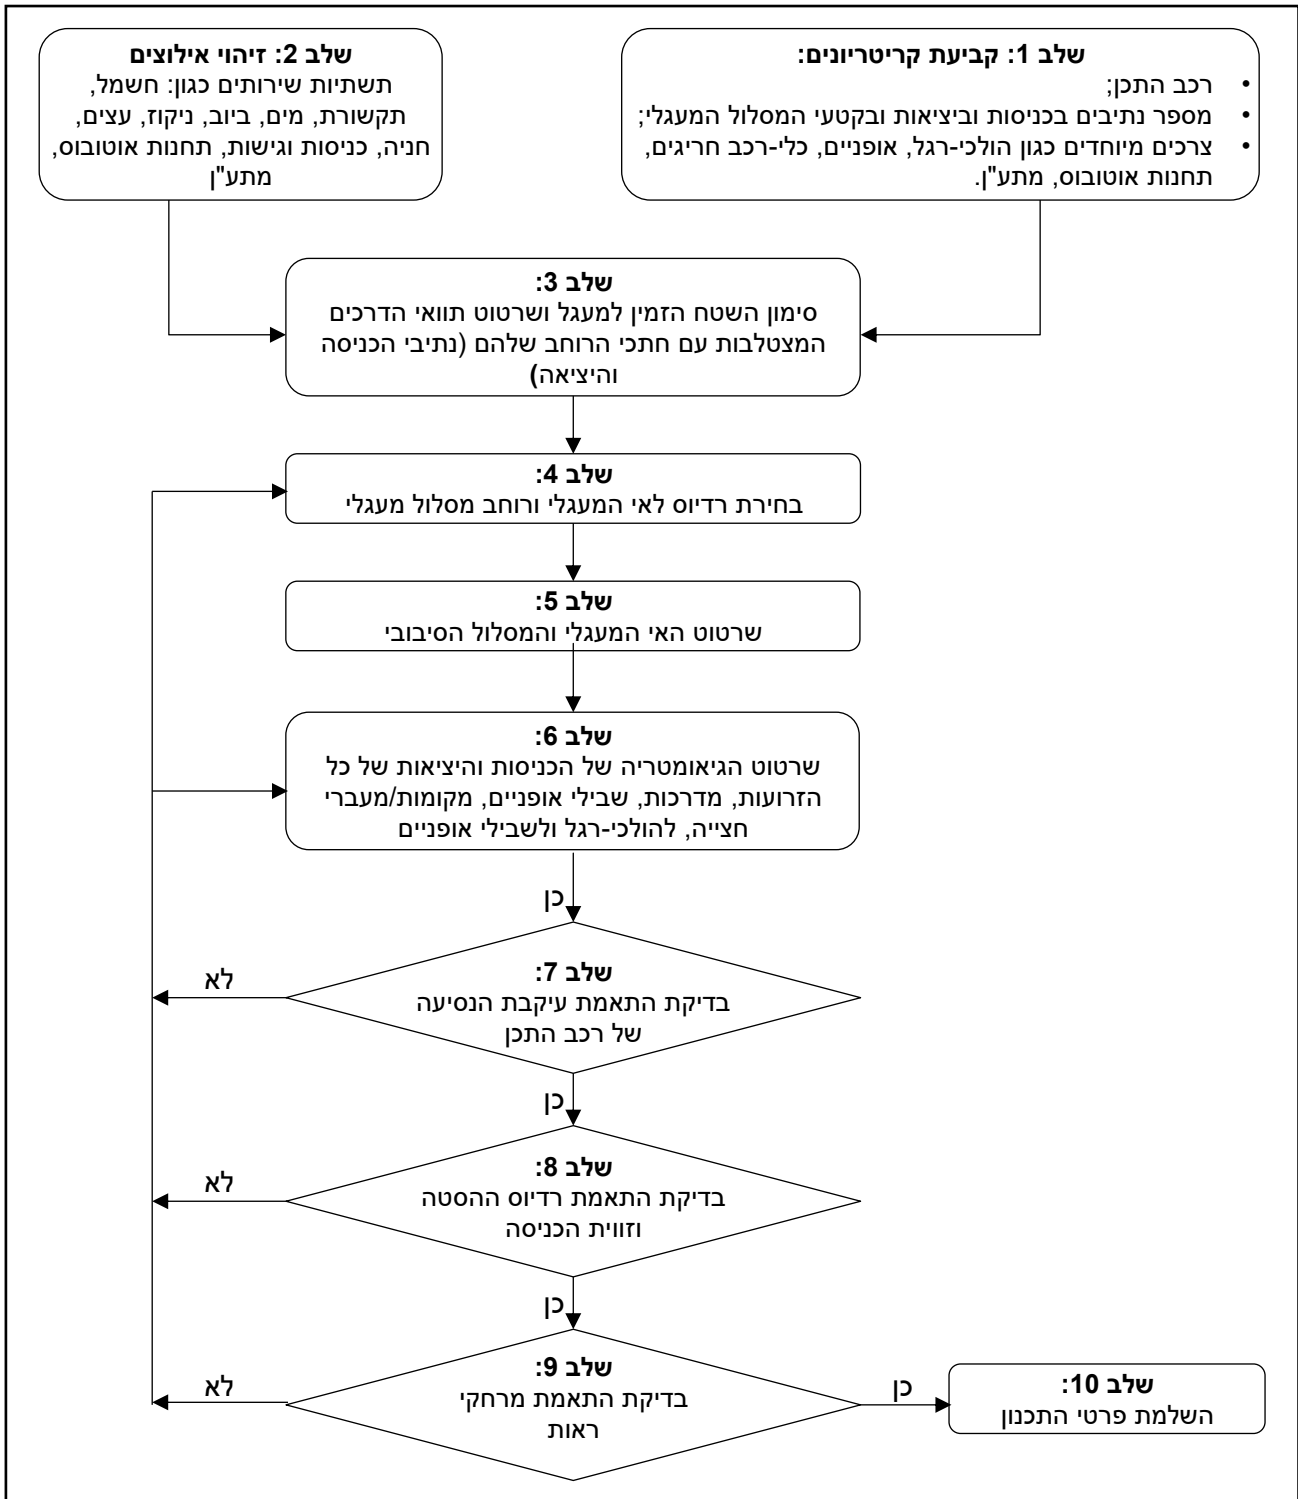 שלב 1: קביעת קריטריונים:
• רכב התכן;
• מספר נתיבים בכניסות וביציאות ובקטעי המסלול המעגלי;
• צרכים מיוחדים כגון הולכי-רגל, אופניים, כלי-רכב חריגים,
תחנות אוטובוס, מתע"ן.
שלב 2: זיהוי אילוצים
תשתיות שירותים כגון: חשמל,
תקשורת, מים, ביוב, ניקוז, עצים,
חניה, כניסות וגישות, תחנות אוטובוס,
מתע"ן
שלב 3:
סימון השטח הזמין למעגל ושרטוט תוואי הדרכים
המצטלבות עם חתכי הרוחב שלהם (נתיבי הכניסה
והיציאה)
שלב 4:
בחירת רדיוס לאי המעגלי ורוחב מסלול מעגלי
שלב 5:
שרטוט האי המעגלי והמסלול הסיבובי
שלב 6:
שרטוט הגיאומטריה של הכניסות והיציאות של כל
הזרועות, מדרכות, שבילי אופניים, מקומות/מעברי
חצייה, להולכי-רגל ולשבילי אופניים
כן
שלב 7:
בדיקת התאמת עיקבת הנסיעה
של רכב התכן
לא
כן
שלב 8:
בדיקת התאמת רדיוס ההסטה
וזווית הכניסה
לא
כן
שלב 9:
בדיקת התאמת מרחקי
ראות
לא
כן
שלב 10:
השלמת פרטי התכנון